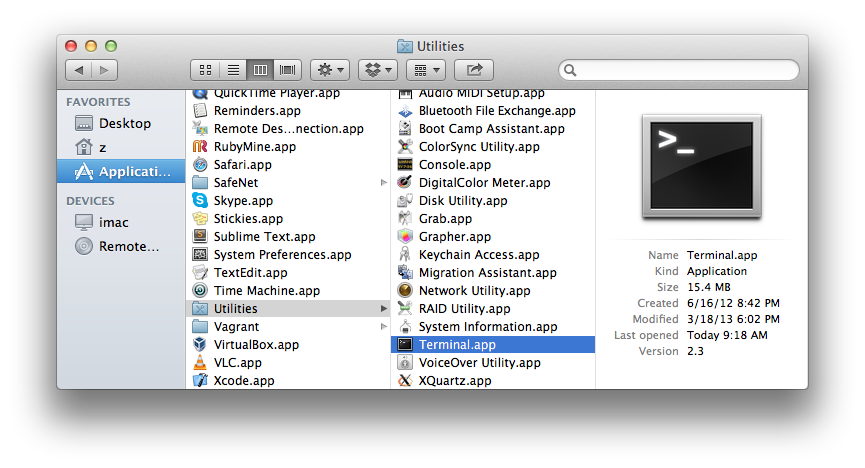 Utilities
FAVORITES
Desktop
z
Applicati...
DEVICES
imac
Remote...
QuickTime Player.app
Reminders.app
Remote Des...nection.app
RubyMine.app
Safari.app
SafeNet
Skype.app
Stickies.app
Sublime Text.app
System Preferences.app
TextEdit.app
Time Machine.app
Utilities
Vagrant
VirtualBox.app
VLC.app
Xcode.app
Audio MIDI Setup.app
Bluetooth File Exchange.app
Boot Camp Assistant.app
ColorSync Utility.app
Console.app
DigitalColor Meter.app
Disk Utility.app
Grab.app
Grapher.app
Keychain Access.app
Migration Assistant.app
Network Utility.app
RAID Utility.app
System Information.app
Terminal.app
VoiceOver Utility.app
XQuartz.app
>_
Name Terminal.app
Kind Application
Size 15.4 MB
Created 6/16/12 8:42 PM
Modified 3/18/13 6:02 PM
Last opened Today 9:18 AM
Version 2.3